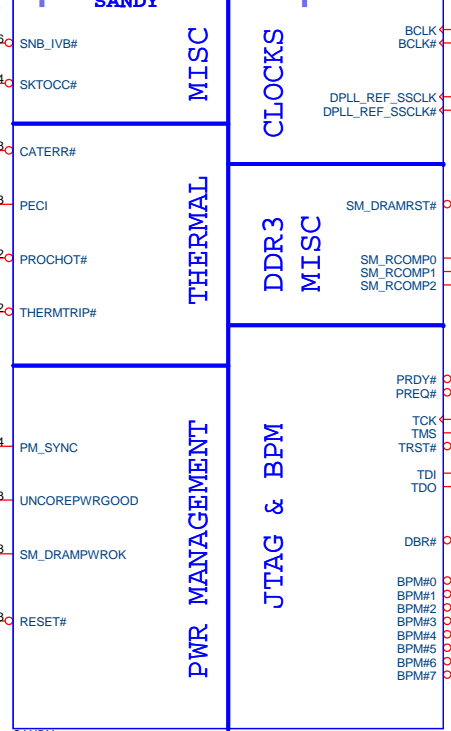 SANDY
SNB_IVB#
SKTOCC#
MISC
CATERR#
PECI
PROCHOT#
THERMTRIP#
THERMAL
PM_SYNC
UNCOREPWRGOOD
SM_DRAMPWROK
RESET#
PWR MANAGEMENT
CLOCKS
BCLK
BCLK#
DPLL_REF_SSCLK
DPLL_REF_SSCLK#
DDR3
MISC
SM_DRAMRST#
SM_RCOMP0
SM_RCOMP1
SM_RCOMP2
JTAG & BPM
PRDY#
PREQ#
TCK
TMS
TRST#
TDI
TDO
DBR#
BPM#0
BPM#1
BPM#2
BPM#3
BPM#4
BPM#5
BPM#6
BPM#7